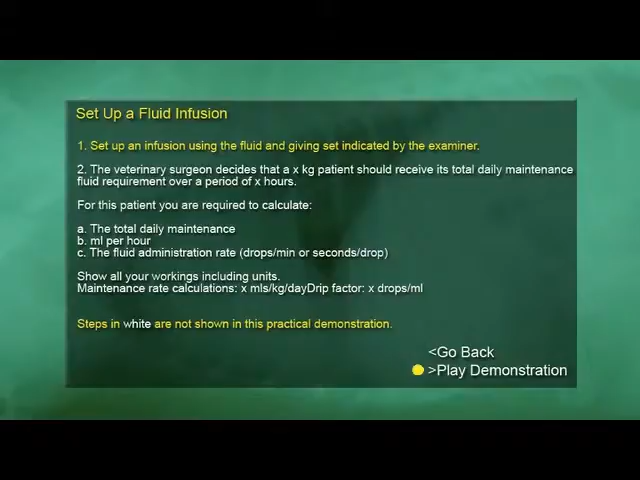 Set Up a Fluid Infusion
1. Set up an infusion using the fluid and giving set indicated by the examiner.
2. The veterinary surgeon decides that a x kg patient should receive its total daily maintenance
fluid requirement over a period of x hours.
For this patient you are required to calculate:
a. The total daily maintenance
b. ml per hour
c. The fluid administration rate (drops/min or seconds/drop)
Show all your workings including units.
Maintenance rate calculations: x mls/kg/dayDrip factor: x drops/ml
Steps in white are not shown in this practical demonstration.
<Go Back
>Play Demonstration